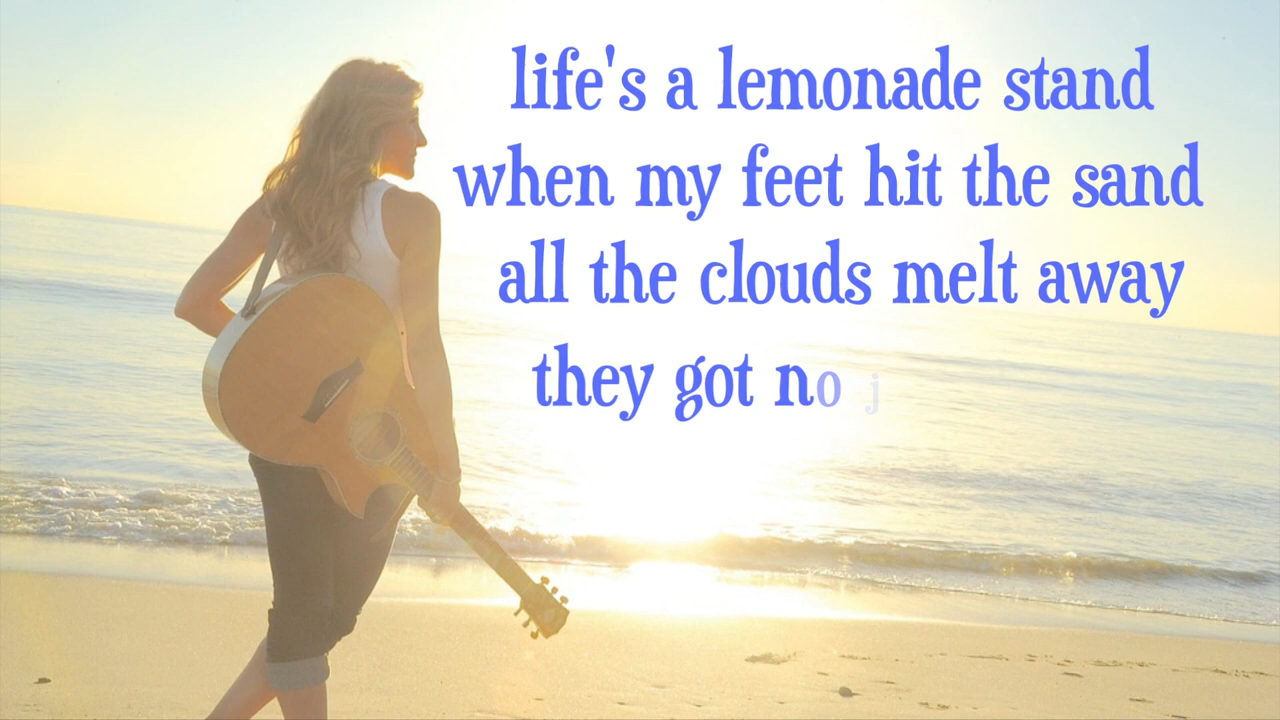 life's a lemonade stand
when my feet hit the sand
all the clouds melt away
they got no j